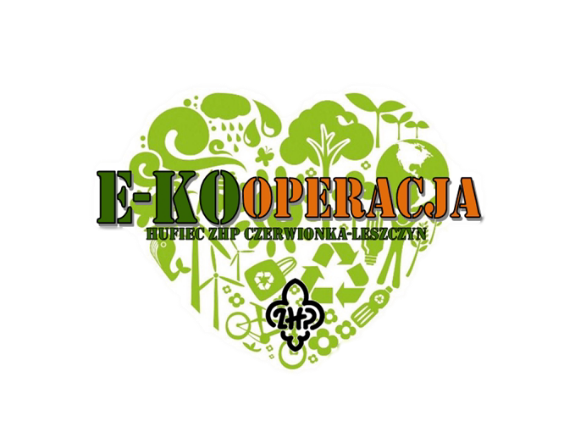 E-KOOPERACJA
HUFIEC ZHP CZERWIONKA-LESZCZYN
ZHP